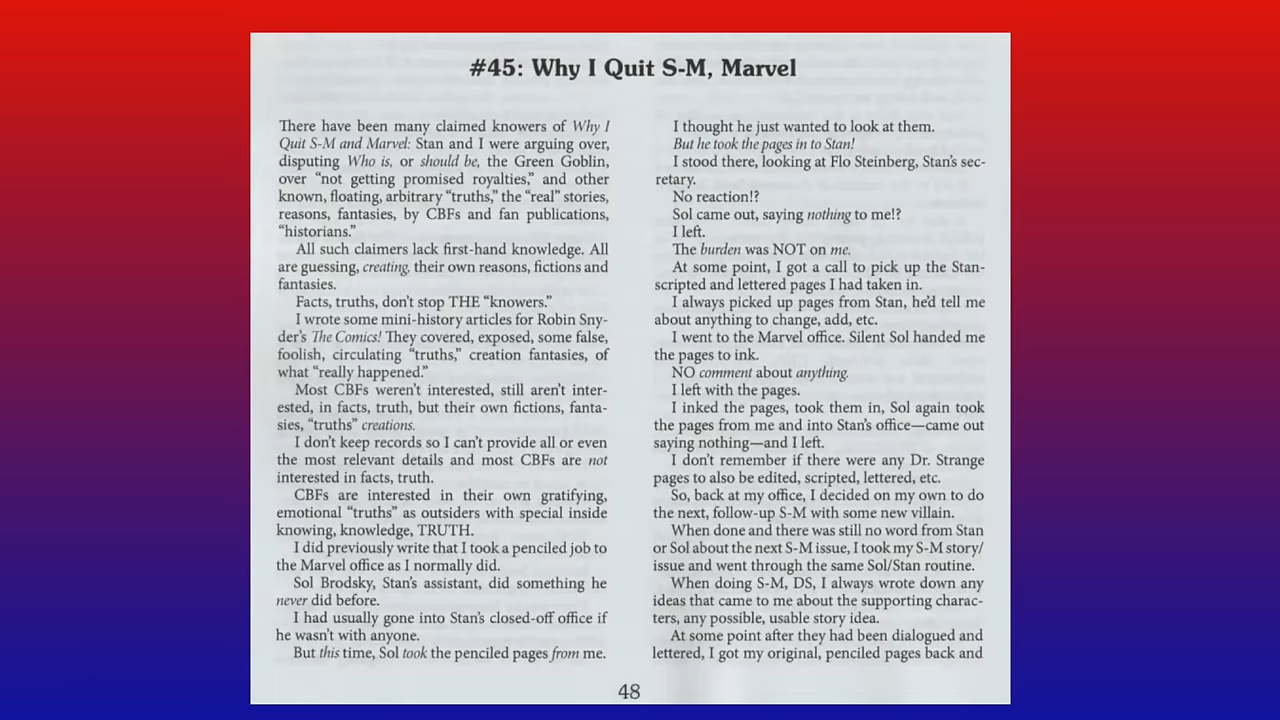 #45: Why I Quit S-M, Marvel
There have been many claimed knowers of Why I
Quit S-M and Marvel: Stan and I were arguing over,
disputing Who is, or should be, the Green Goblin,
over “not getting promised royalties,” and other
known, floating, arbitrary “truths,” the “real” stories,
reasons, fantasies, by CBFs and fan publications,
“historians.”
All such claimers lack first-hand knowledge. All
are guessing, creating, their own reasons, fictions and
fantasies.
Facts, truths, don’t stop THE “knowers.”
I wrote some mini-history articles for Robin Sny-
der’s The Comics! They covered, exposed, some false,
foolish, circulating “truths,” creation fantasies, of
what “really happened.”
Most CBFs weren’t interested, still aren’t inter-
ested, in facts, truth, but their own fictions, fanta-
sies, “truths” creations.
I don’t keep records so I can’t provide all or even
the most relevant details and most CBFs are not
interested in facts, truth.
CBFs are interested in their own gratifying,
emotional “truths” as outsiders with special inside
knowing, knowledge, TRUTH.
I did previously write that I took a penciled job to
the Marvel office as I normally did.
Sol Brodsky, Stan’s assistant, did something he
never did before.
I had usually gone into Stan’s closed-off office if
he wasn’t with anyone.
But this time, Sol took the penciled pages from me.
I thought he just wanted to look at them.
But he took the pages in to Stan!
I stood there, looking at Flo Steinberg, Stan’s sec-
retary.
No reaction!?
Sol came out, saying nothing to me!?
I left.
The burden was NOT on me.
At some point, I got a call to pick up the Stan-
scripted and lettered pages I had taken in.
I always picked up pages from Stan, he’d tell me
about anything to change, add, etc.
I went to the Marvel office. Silent Sol handed me
the pages to ink.
NO comment about anything.
I left with the pages.
I inked the pages, took them in, Sol again took
the pages from me and into Stan’s office—came out
saying nothing—and I left.
I don’t remember if there were any Dr. Strange
pages to also be edited, scripted, lettered, etc.
So, back at my office, I decided on my own to do
the next, follow-up S-M with some new villain.
When done and there was still no word from Stan
or Sol about the next S-M issue, I took my S-M story/
issue and went through the same Sol/Stan routine.
When doing S-M, DS, I always wrote down any
ideas that came to me about the supporting charac-
ters, any possible, usable story idea.
At some point after they had been dialogued and
lettered, I got my original, penciled pages back and
48